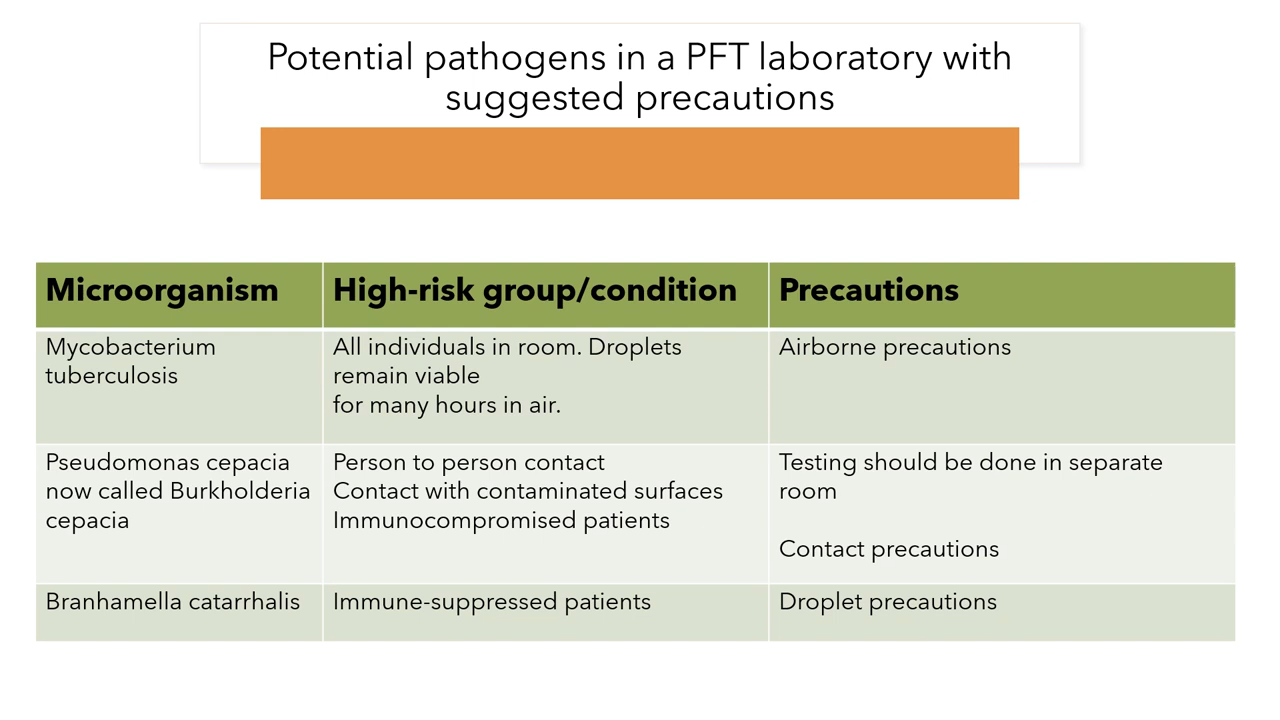 Potential pathogens in a PFT laboratory with
suggested precautions
Microorganism
High-risk group/condition
Precautions
Mycobacterium
tuberculosis
All individuals in room. Droplets
remain viable
for many hours in air.
Airborne precautions
Pseudomonas cepacia
now called Burkholderia
cepacia
Person to person contact
Contact with contaminated surfaces
Immunocompromised patients
Testing should be done in separate
room
Contact precautions
Branhamella catarrhalis
Immune-suppressed patients
Droplet precautions